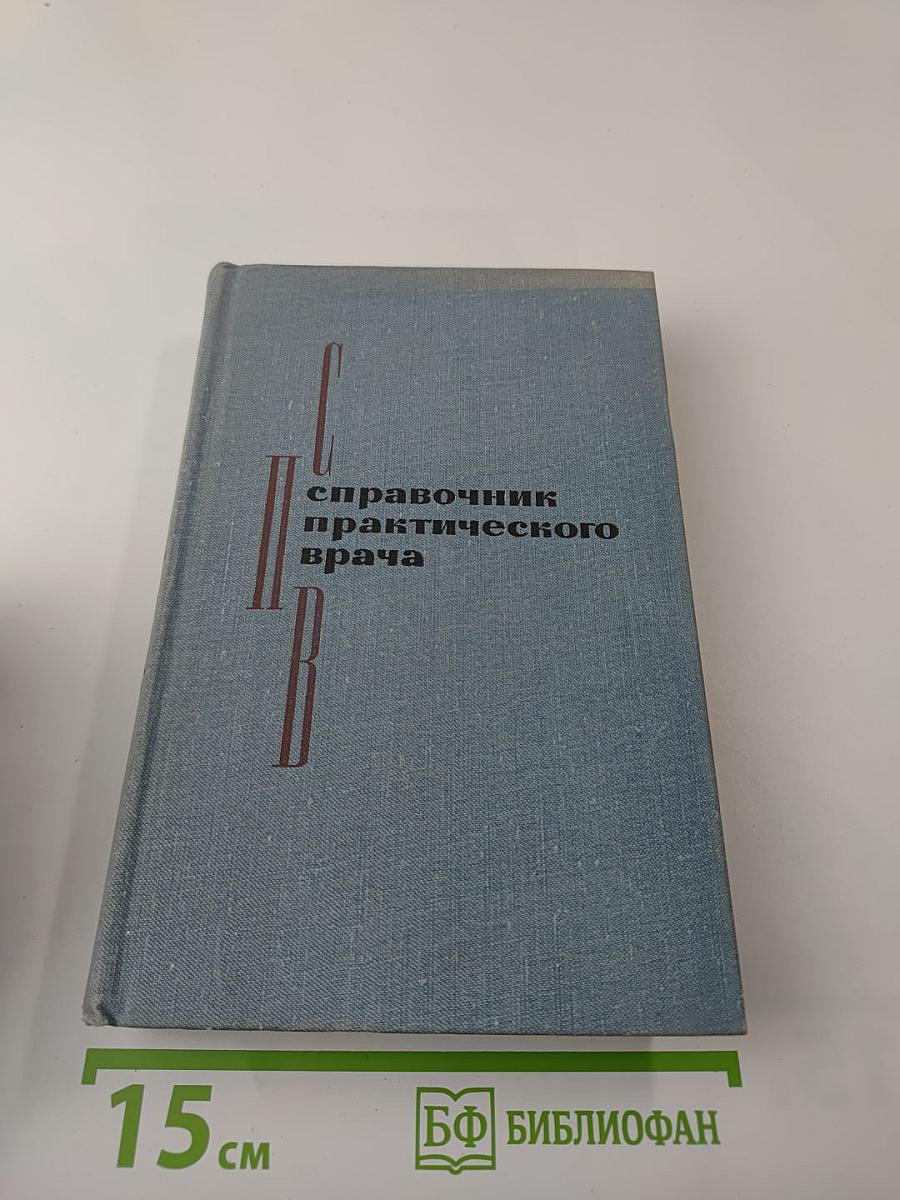 С
П
В
справочник
практического
врача
15 см
БФ БИБЛИОФАН